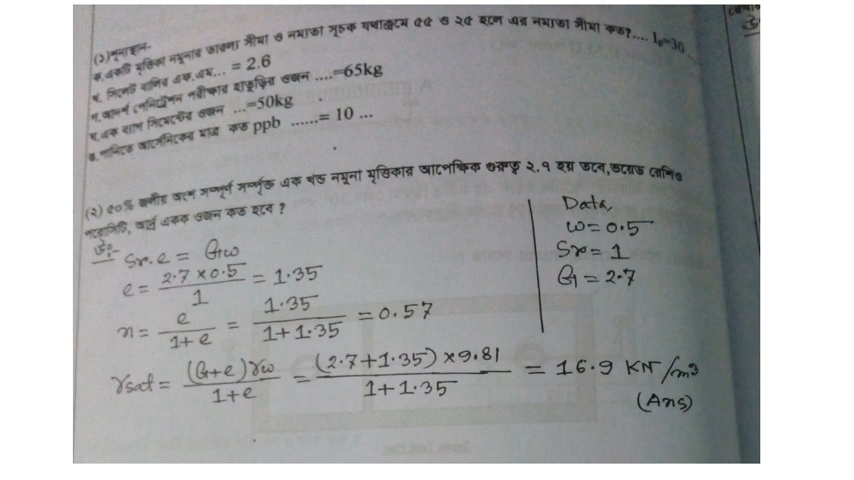 (১)শূন্যস্থান-
ক.একটি মৃত্তিকা নমুনার তারল্য সীমা ও নম্যতা সূচক যথাক্রমে ৫৫ ও ২৫ হলে এর নম্যতা সীমা কত?.... Iₚ=30
খ. সিলেট বালির এফ.এম... = 2.6
গ.আদর্শ পেনিট্রেশন পরীক্ষার হাতুড়ির ওজন ....=65kg
ঘ.এক ব্যাগ সিমেন্টের ওজন ...=50kg
ঙ.পানিতে আর্সেনিকের মাত্রা কত ppb ......= 10 ...
(২) ৫০% জলীয় অংশ সম্পূর্ণ সম্পৃক্ত এক খন্ড নমুনা মৃত্তিকার আপেক্ষিক গুরুত্ব ২.৭ হয় তবে,ভয়েড রেশিও
পরোসিটি, আর্দ্র একক ওজন কত হবে ?
উঃ-
Sr.e = Gw
e = 2.7 x 0.5 / 1 = 1.35
n = e / 1+e = 1.35 / 1+1.35 = 0.57
γsat = (G+e)γw / 1+e = (2.7+1.35) x 9.81 / 1+1.35 = 16.9 KN/m³
(Ans)
Data,
w = 0.5
Sr = 1
G = 2.7